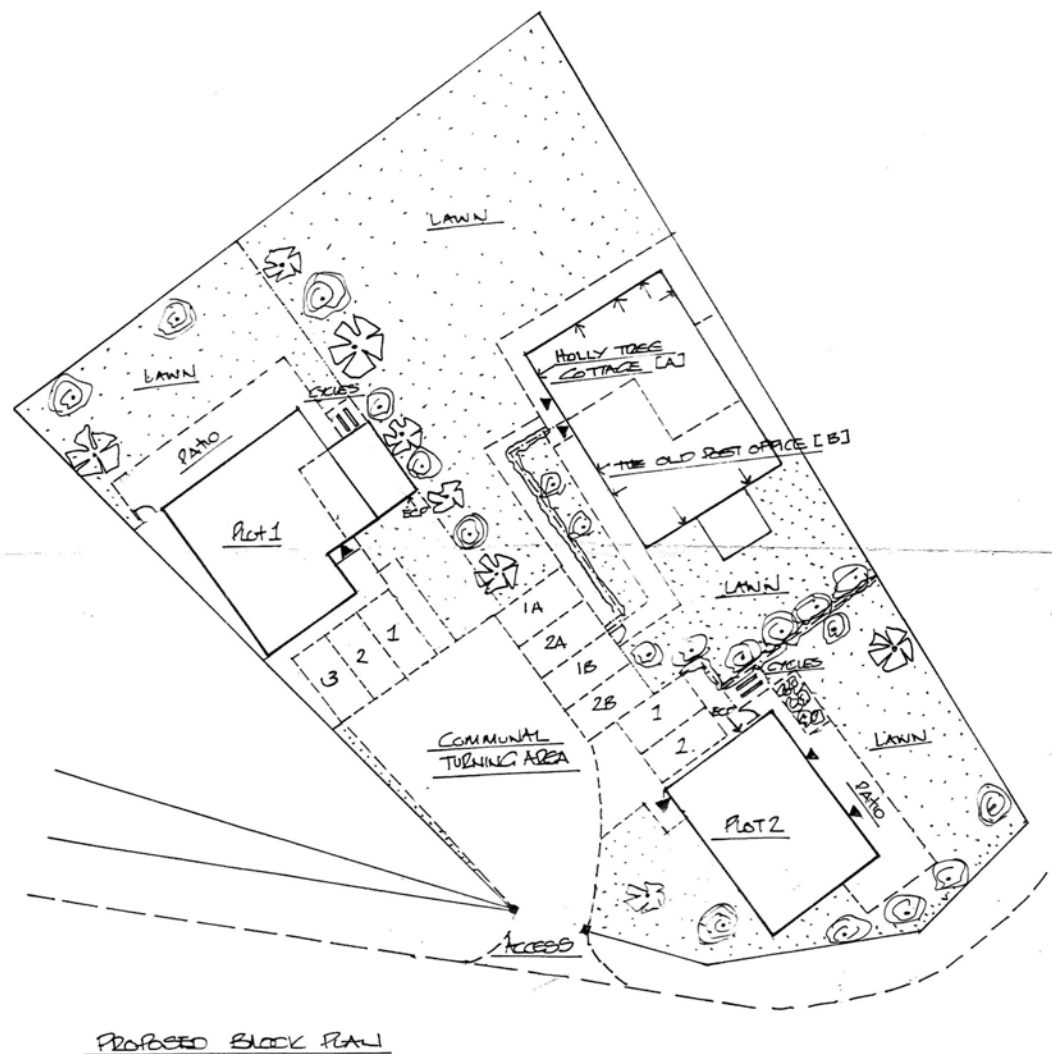 LAWN
LAWN
HOLLY TREE
COTTAGE [A]
CYCLES
PATIO
THE OLD POST OFFICE [B]
ECP
PLOT 1
LAWN
1A
2A
1B
2B
1
2
3
CYCLES
ECP
1
2
COMMUNAL
TURNING AREA
LAWN
PATIO
PLOT 2
ACCESS
PROPOSED BLOCK PLAN